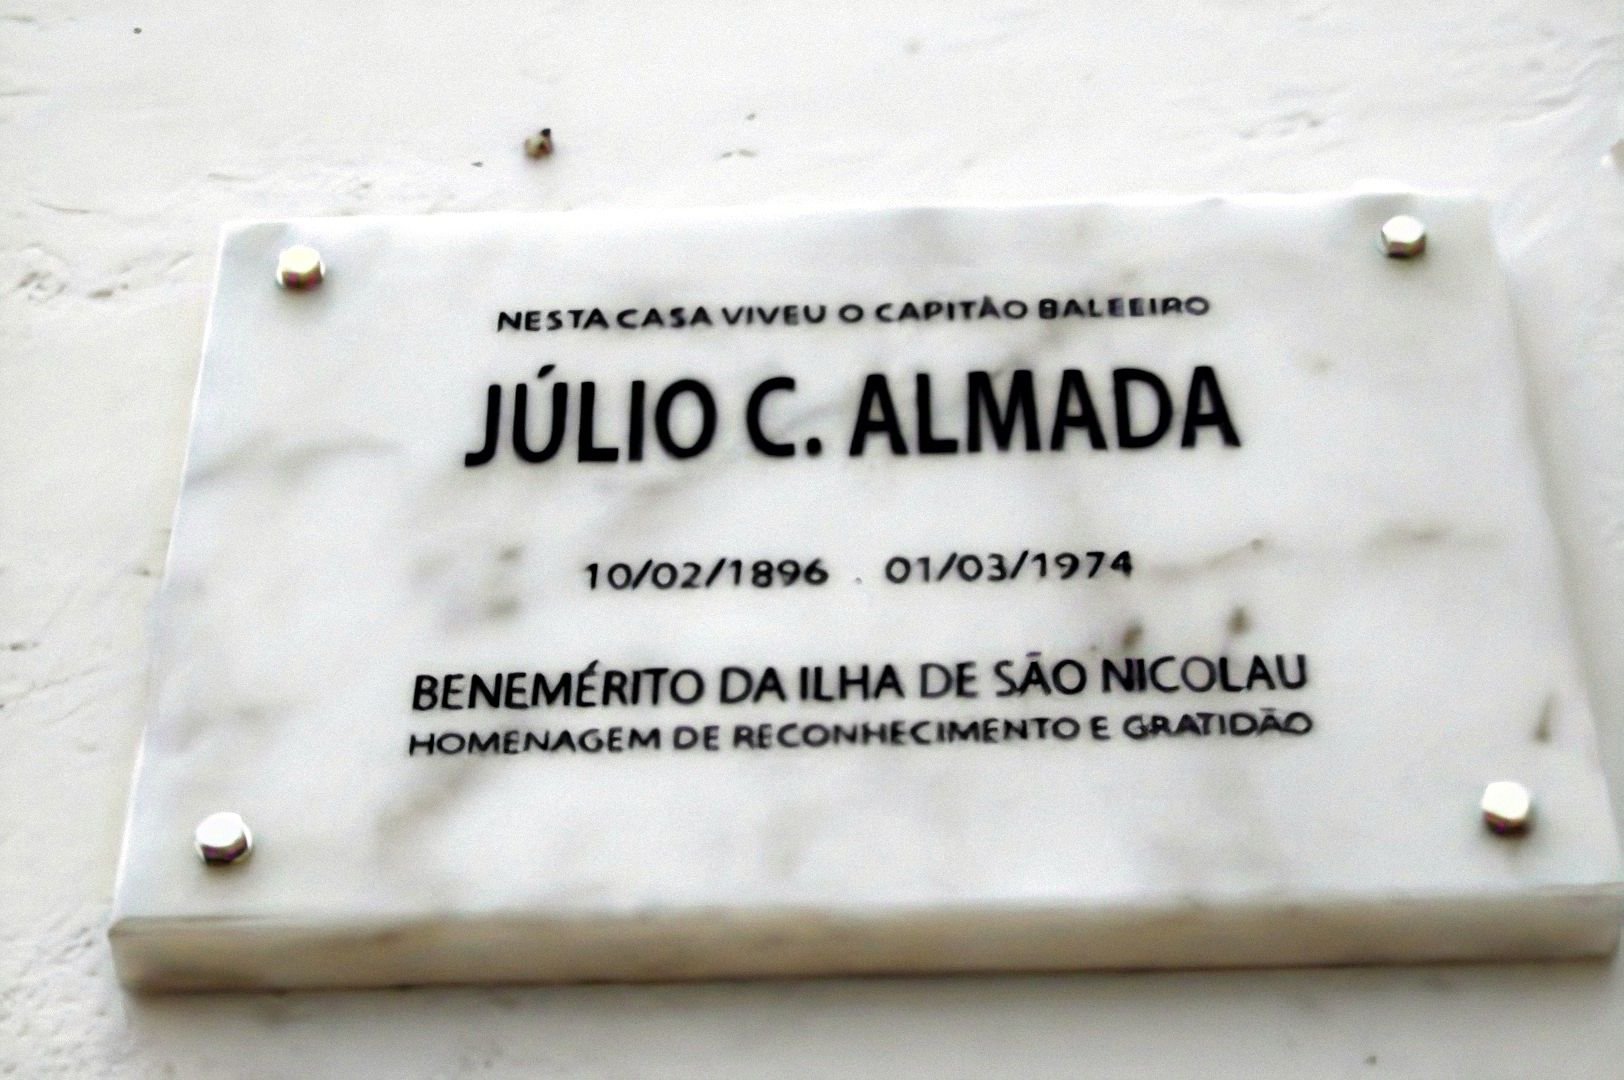 NESTA CASA VIVEU O CAPITÃO BALEEIRO
JÚLIO C. ALMADA
10/02/1896 . 01/03/1974
BENEMÉRITO DA ILHA DE SÃO NICOLAU
HOMENAGEM DE RECONHECIMENTO E GRATIDÃO